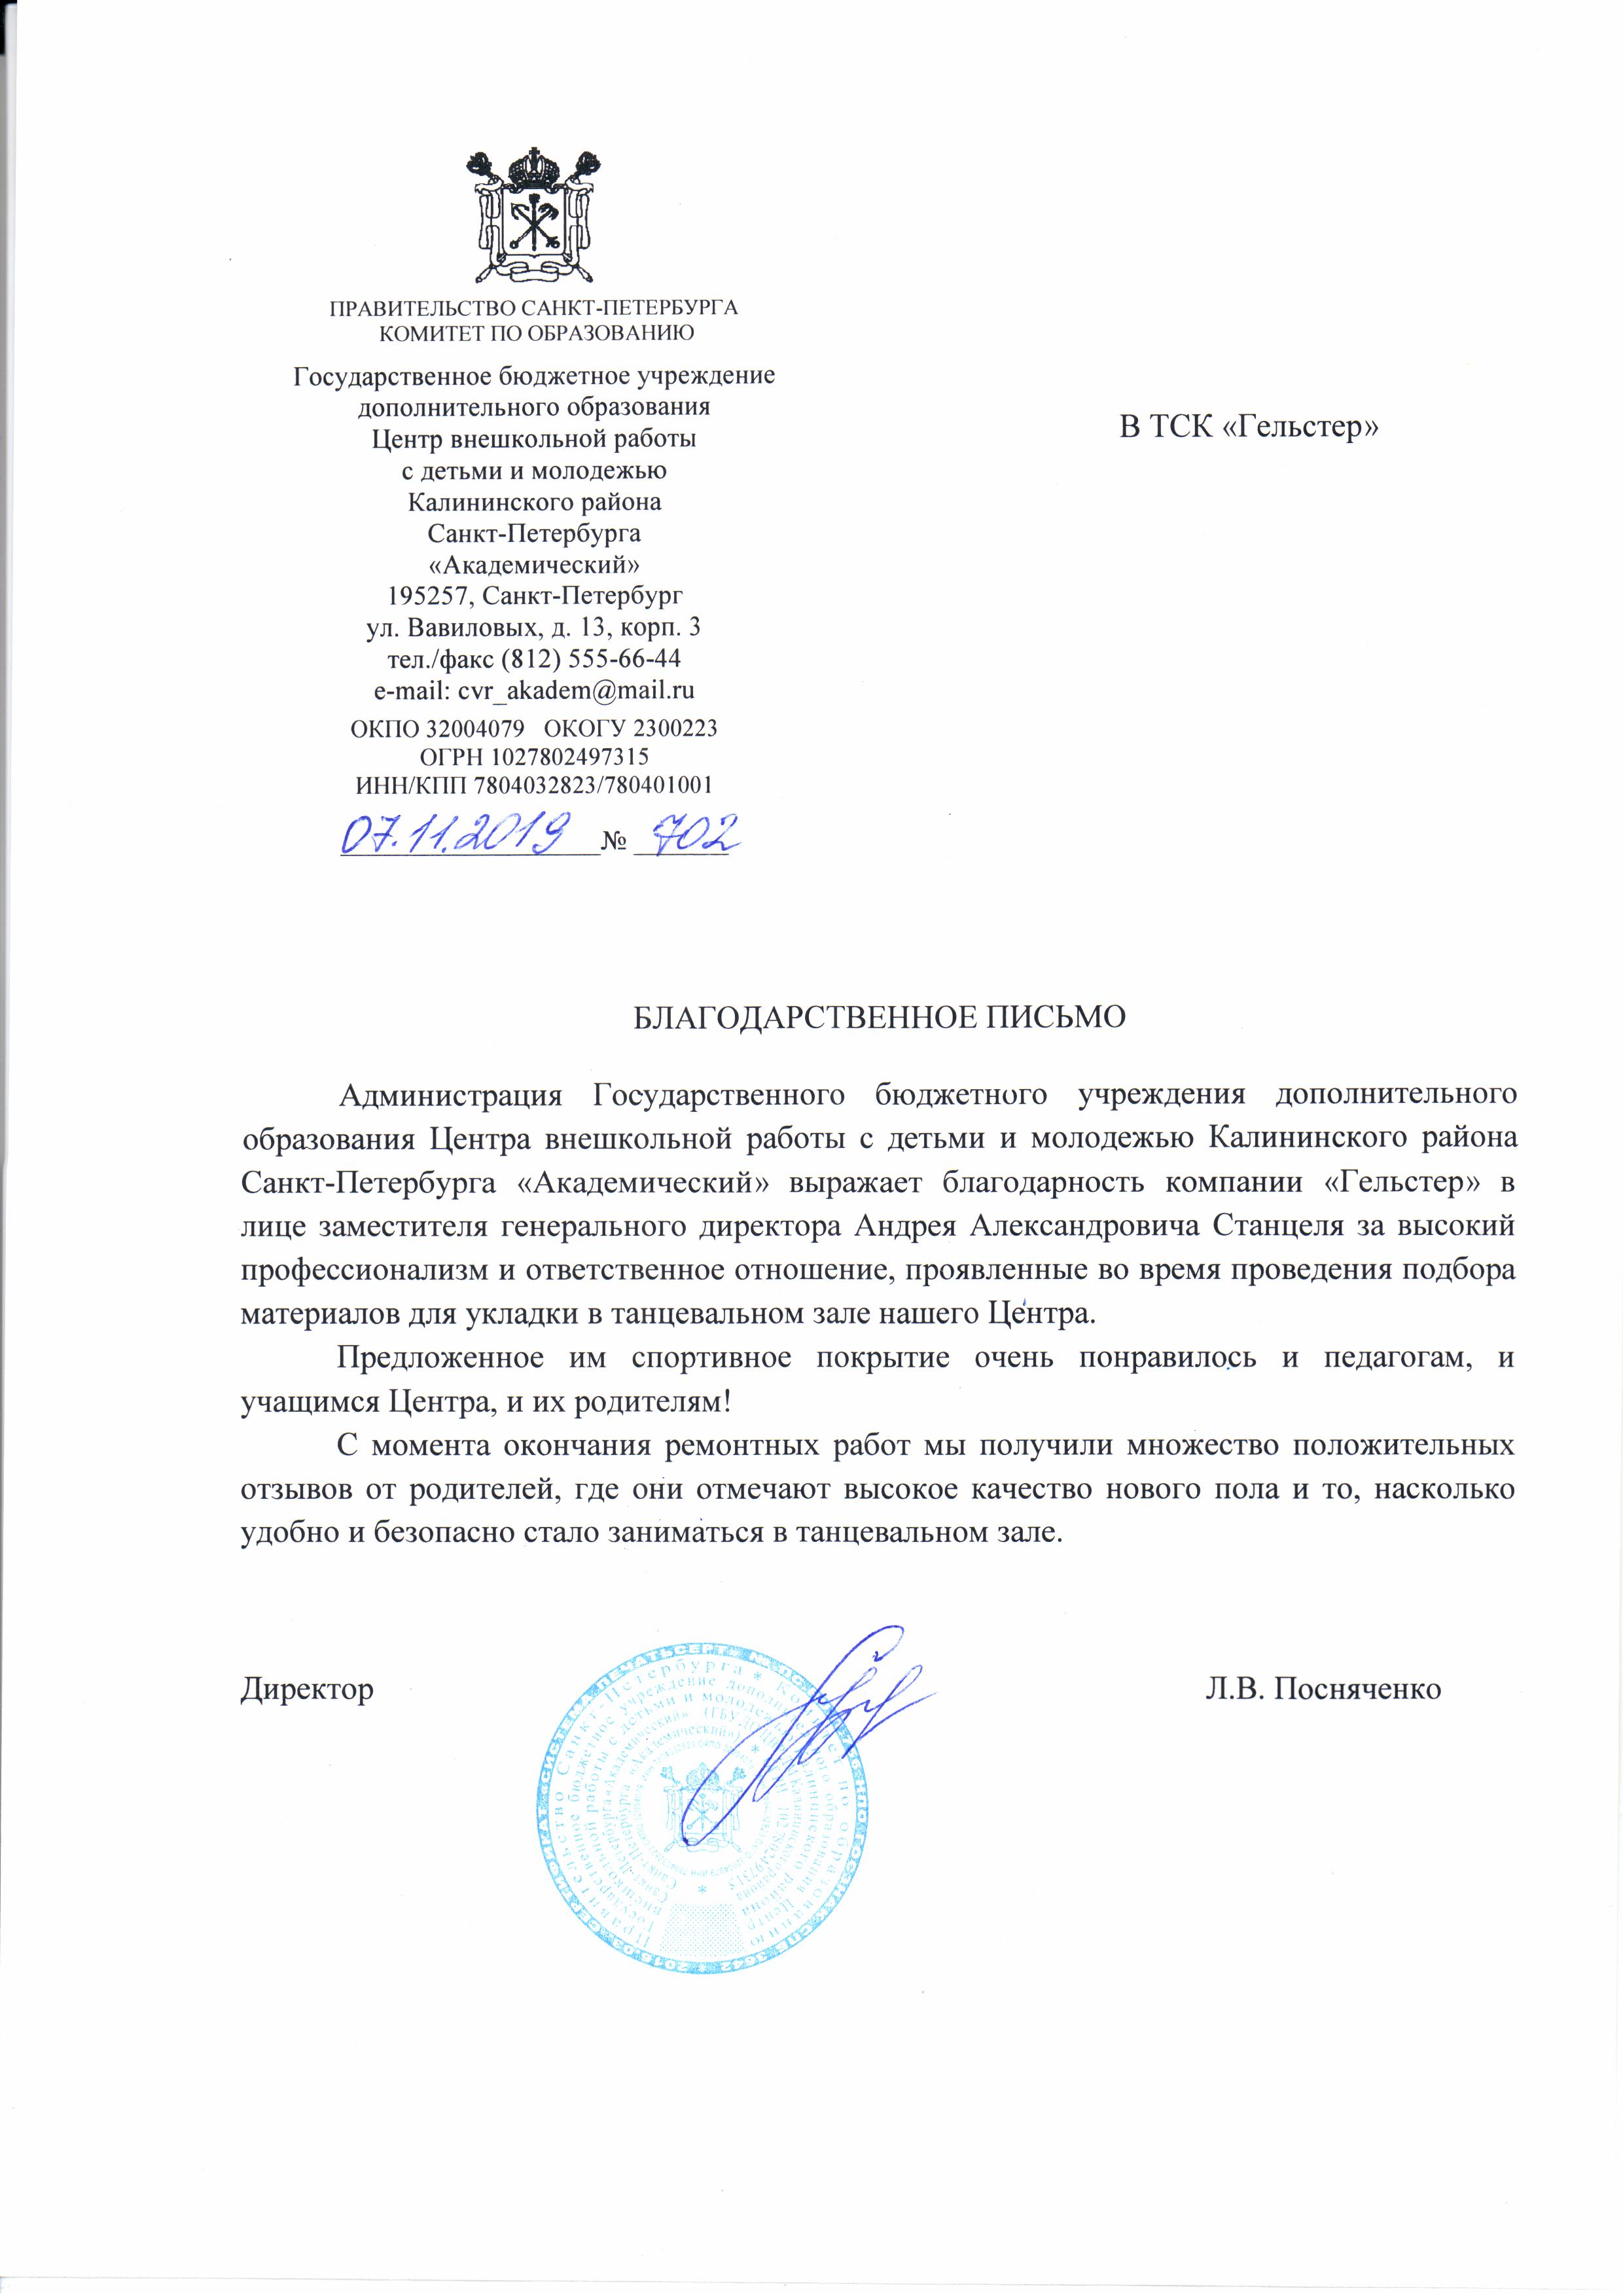 ПРАВИТЕЛЬСТВО САНКТ-ПЕТЕРБУРГА
КОМИТЕТ ПО ОБРАЗОВАНИЮ
Государственное бюджетное учреждение
дополнительного образования
Центр внешкольной работы
с детьми и молодежью
Калининского района
Санкт-Петербурга
«Академический»
195257, Санкт-Петербург
ул. Вавиловых, д. 13, корп. 3
тел./факс (812) 555-66-44
e-mail: cvr_akadem@mail.ru
ОКПО 32004079 ОКОГУ 2300223
ОГРН 1027802497315
ИНН/КПП 7804032823/780401001
07.11.2019 № 702
В ТСК «Гельстер»
БЛАГОДАРСТВЕННОЕ ПИСЬМО
Администрация Государственного бюджетного учреждения дополнительного
образования Центра внешкольной работы с детьми и молодежью Калининского района
Санкт-Петербурга «Академический» выражает благодарность компании «Гельстер» в
лице заместителя генерального директора Андрея Александровича Станцеля за высокий
профессионализм и ответственное отношение, проявленные во время проведения подбора
материалов для укладки в танцевальном зале нашего Центра.
Предложенное им спортивное покрытие очень понравилось и педагогам, и
учащимся Центра, и их родителям!
С момента окончания ремонтных работ мы получили множество положительных
отзывов от родителей, где они отмечают высокое качество нового пола и то, насколько
удобно и безопасно стало заниматься в танцевальном зале.
Директор
Л.В. Посняченко
Правительство Санкт-Петербурга * Комитет по образованию